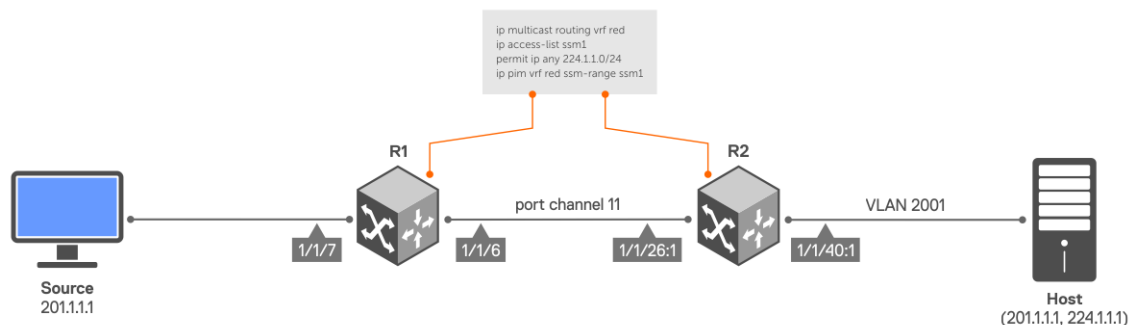 ip multicast routing vrf red
ip access-list ssm1
permit ip any 224.1.1.0/24
ip pim vrf red ssm-range ssm1
R1
R2
port channel 11
VLAN 2001
1/1/7
1/1/6
1/1/26:1
1/1/40:1
Source
201.1.1.1
Host
(201.1.1.1, 224.1.1.1)